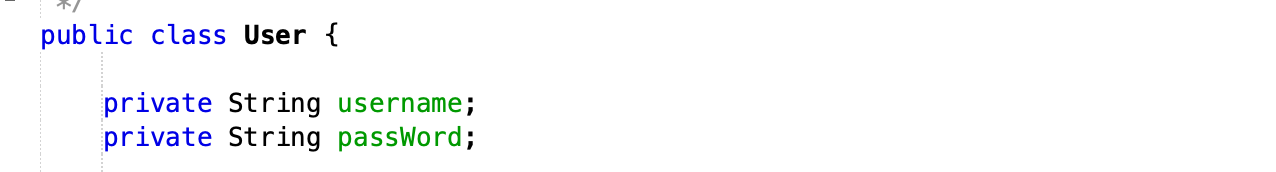 */
public class User {
private String username;
private String passWord;